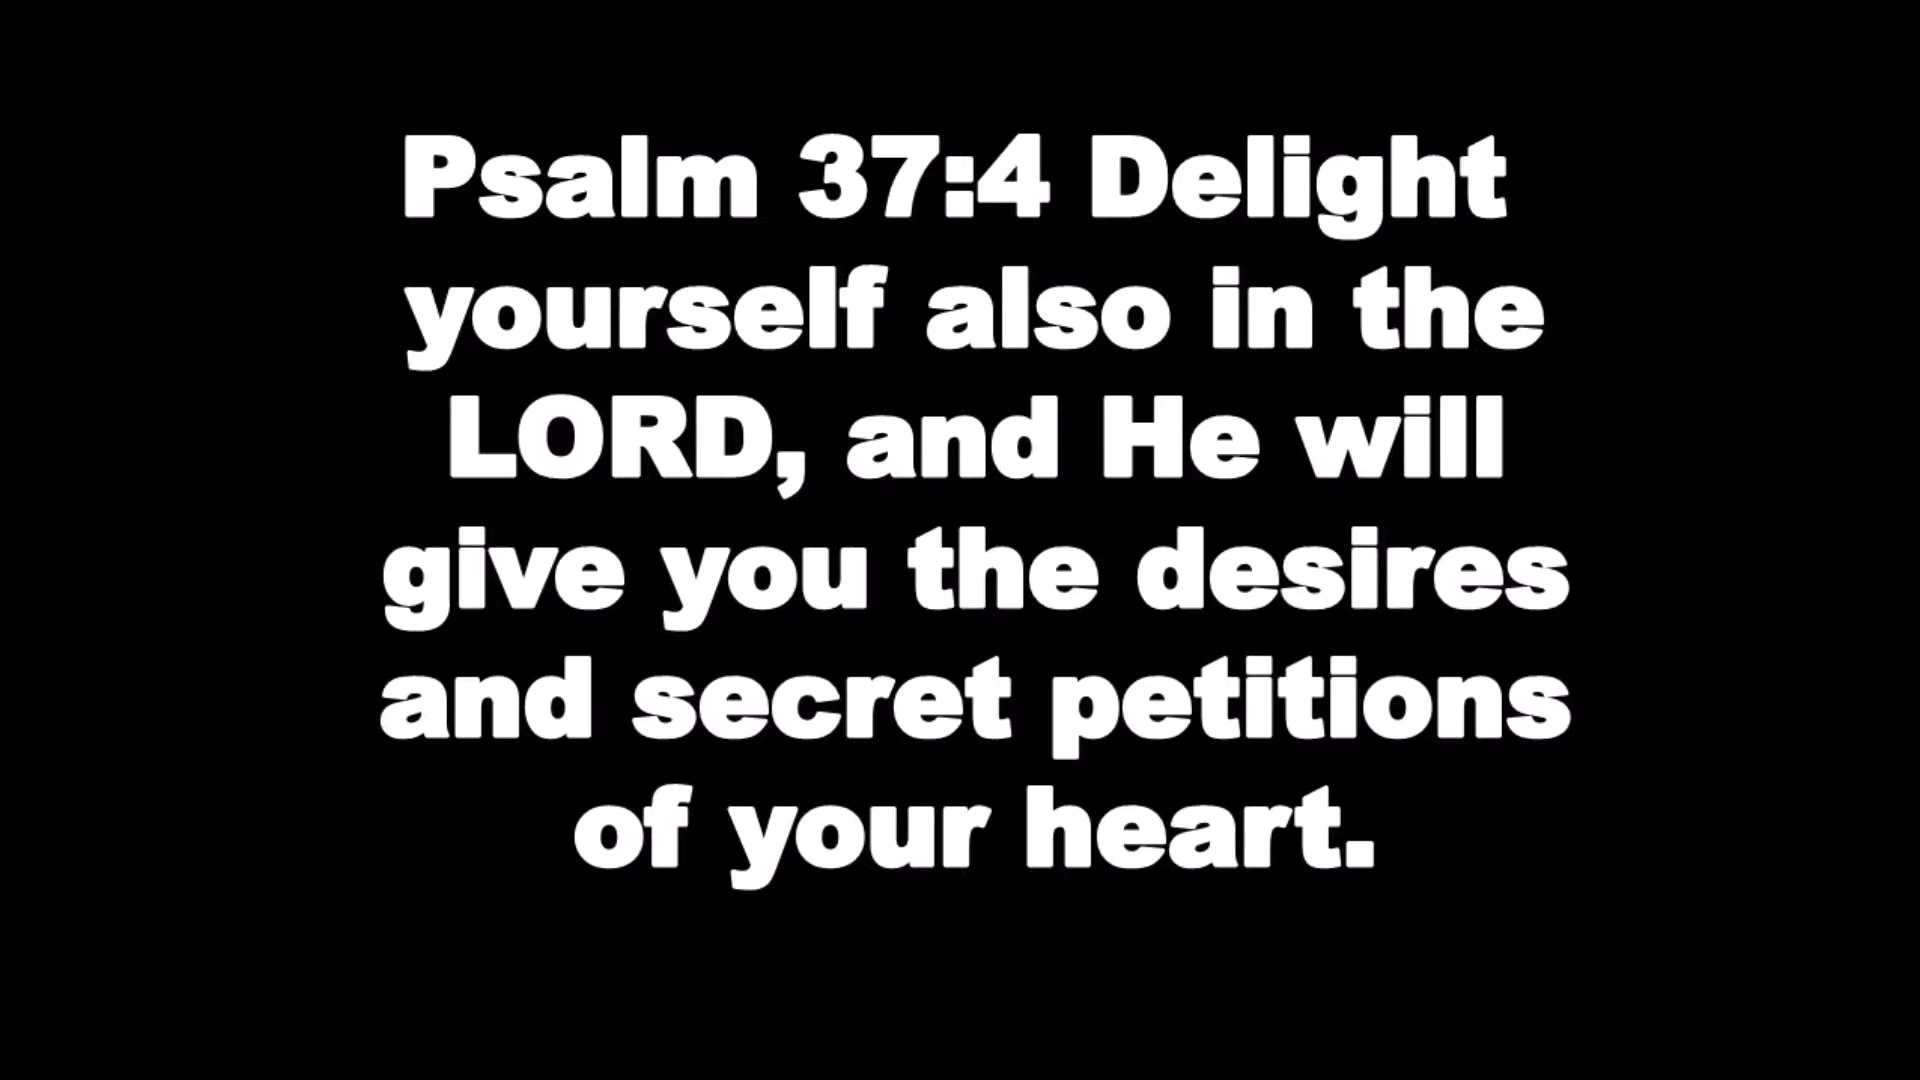 Psalm 37:4 Delight
yourself also in the
LORD, and He will
give you the desires
and secret petitions
of your heart.